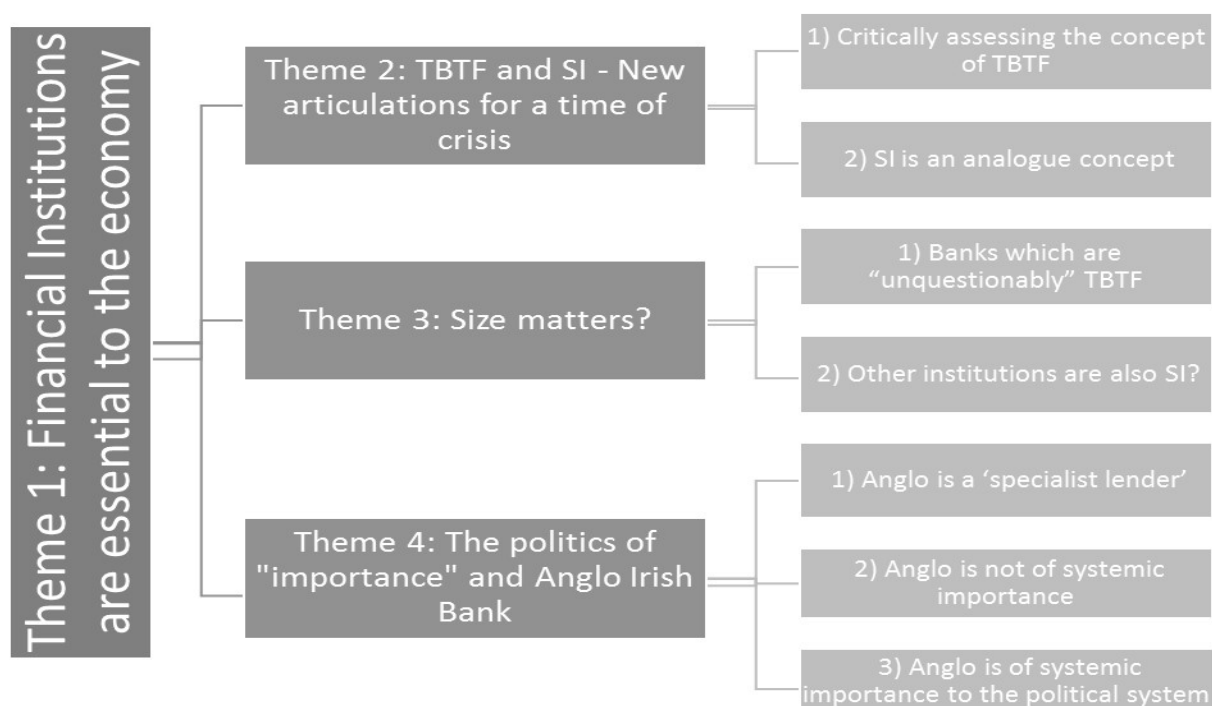 Theme 1: Financial Institutions
are essential to the economy
Theme 2: TBTF and SI - New
articulations for a time of
crisis
1) Critically assessing the concept
of TBTF
2) SI is an analogue concept
Theme 3: Size matters?
1) Banks which are
“unquestionably” TBTF
2) Other institutions are also SI?
Theme 4: The politics of
"importance" and Anglo Irish
Bank
1) Anglo is a ‘specialist lender’
2) Anglo is not of systemic
importance
3) Anglo is of systemic
importance to the political system